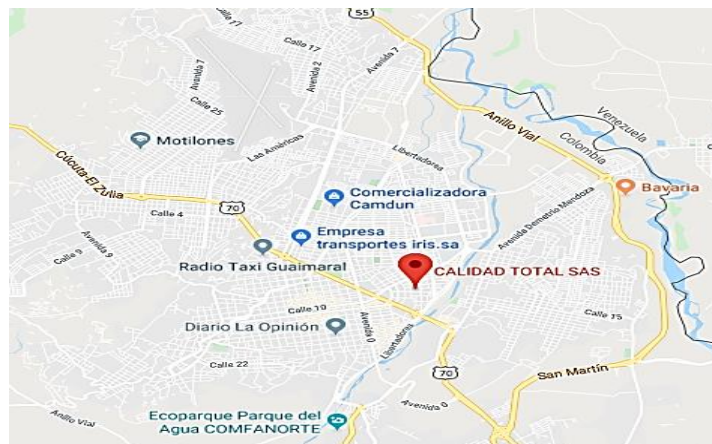 55
Calle 17
Calle 17
Avenida 7
Avenida 2
Avenida 7
Calle 25
Anillo Vial
Venezuela
Colombia
Motilones
Las Américas
Libertadores
Cúcuta-El Zulia
Bavaria
Comercializadora
Camdun
70
Calle 4
Avenida Demetrio Mendoza
Empresa
transportes iris.sa
Calle 9
Avenida 9
Radio Taxi Guaimaral
CALIDAD TOTAL SAS
Calle 10
Avenida 0
Calle 15
Diario La Opinión
Libertadores
Calle 22
70
San Martín
Anillo Vial
Avenida 0
Ecoparque Parque del
Agua COMFANORTE